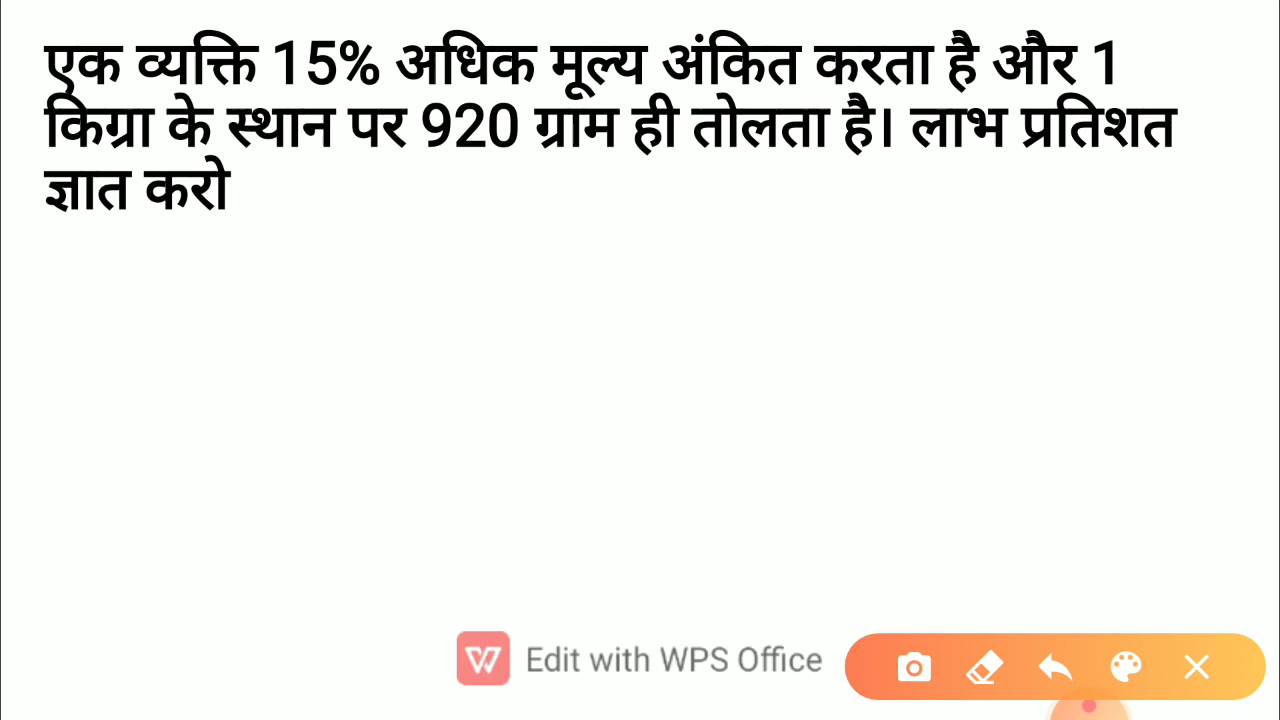 एक व्यक्ति 15% अधिक मूल्य अंकित करता है और 1
किग्रा के स्थान पर 920 ग्राम ही तोलता है। लाभ प्रतिशत
ज्ञात करो
Edit with WPS Office